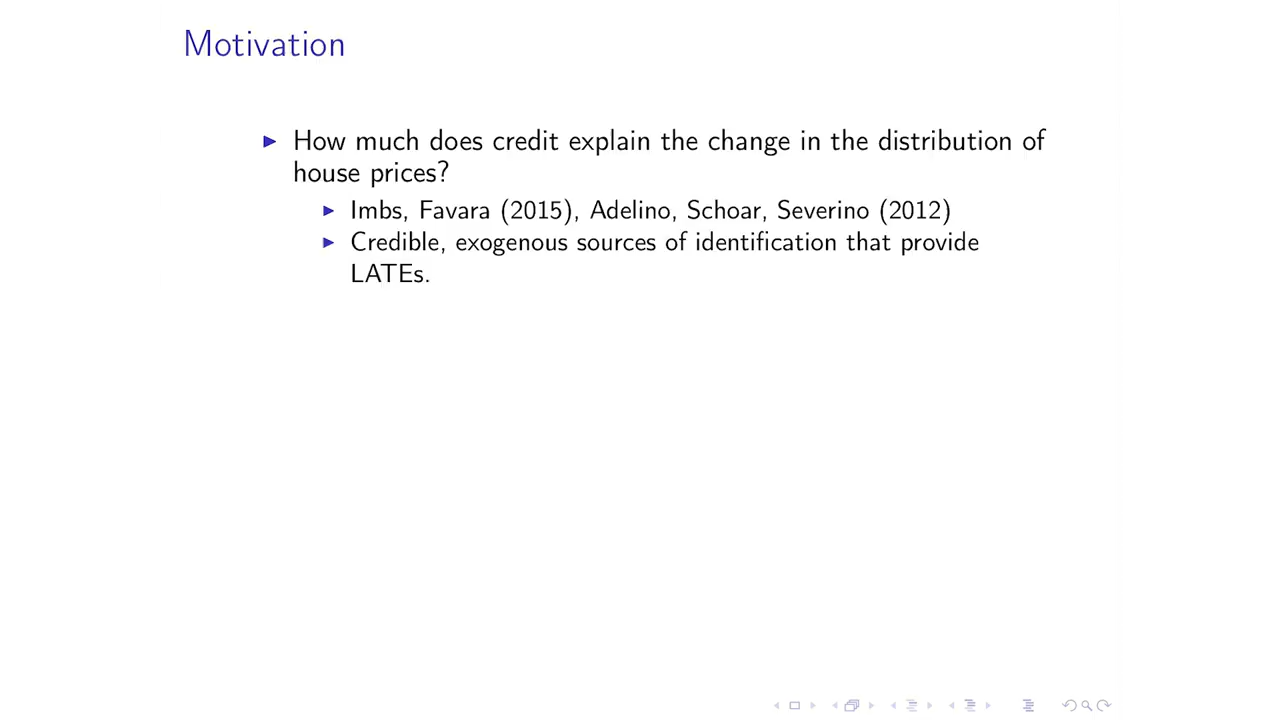 Motivation
How much does credit explain the change in the distribution of
house prices?
Imbs, Favara (2015), Adelino, Schoar, Severino (2012)
Credible, exogenous sources of identification that provide
LATEs.